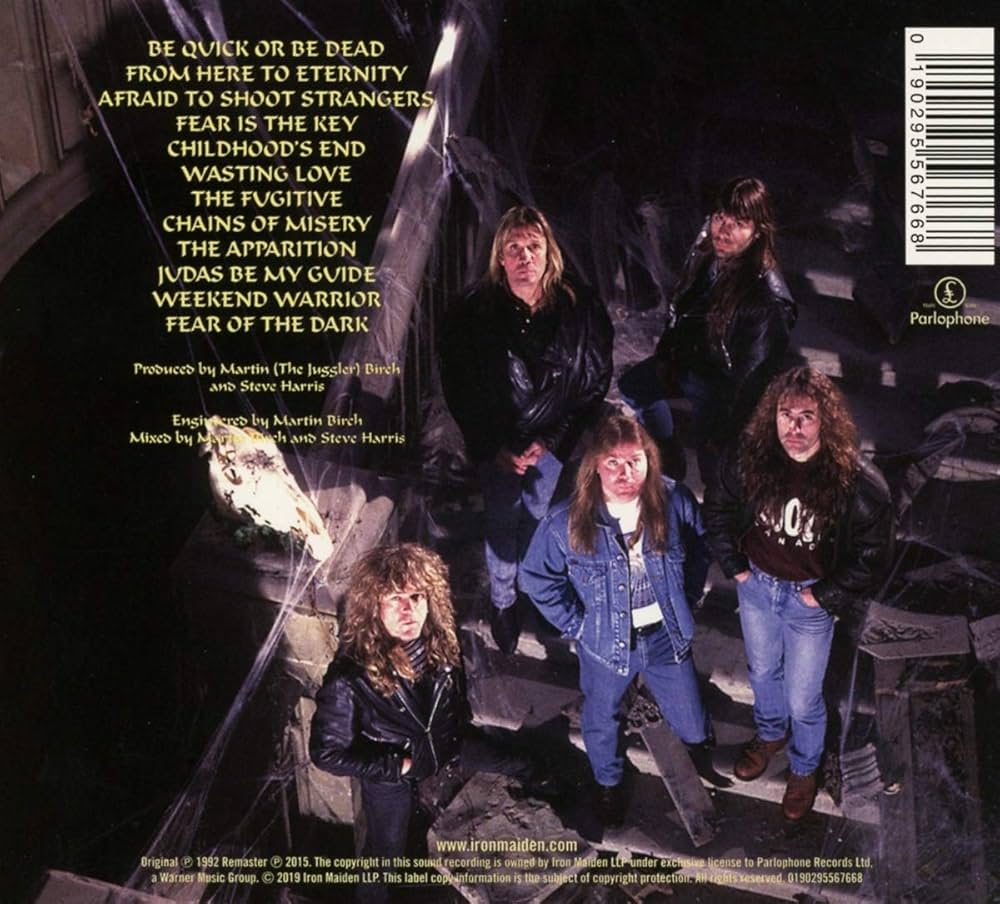 BE QUICK OR BE DEAD
FROM HERE TO ETERNITY
AFRAID TO SHOOT STRANGERS
FEAR IS THE KEY
CHILDHOOD'S END
WASTING LOVE
THE FUGITIVE
CHAINS OF MISERY
THE APPARITION
JUDAS BE MY GUIDE
WEEKEND WARRIOR
FEAR OF THE DARK
Produced by Martin (The Juggler) Birch
and Steve Harris
Engineered by Martin Birch
Mixed by Martin Birch and Steve Harris
0 190295 567668
£
Parlophone
www.ironmaiden.com
Original ℗ 1992 Remaster ℗ 2015. The copyright in this sound recording is owned by Iron Maiden LLP under exclusive license to Parlophone Records Ltd,
a Warner Music Group. © 2019 Iron Maiden LLP. This label copy information is the subject of copyright protection. All rights reserved. 0190295567668